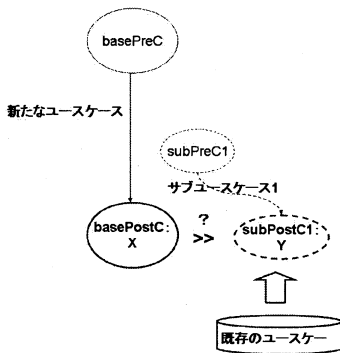 basePreC
新たなユースケース
subPreC1
サブユースケース1
basePostC:
X
?
>>
subPostC1:
Y
既存のユースケー